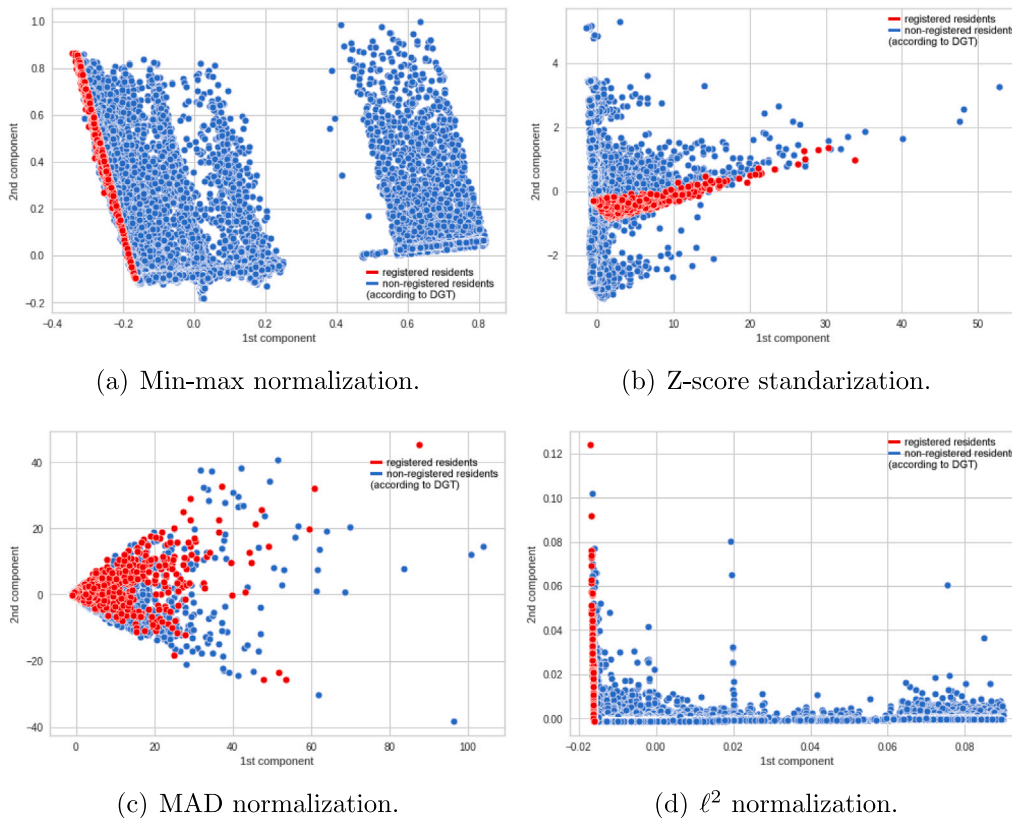 1.0
0.8
0.6
0.4
0.2
0.0
−0.2
2nd component
−0.4 −0.2 0.0 0.2 0.4 0.6 0.8
1st component
registered residents
non-registered residents
(according to DGT)
(a) Min-max normalization.
4
2
0
−2
2nd component
0 10 20 30 40 50
1st component
registered residents
non-registered residents
(according to DGT)
(b) Z-score standarization.
40
20
0
−20
−40
2nd component
0 20 40 60 80 100
1st component
registered residents
non-registered residents
(according to DGT)
(c) MAD normalization.
0.12
0.10
0.08
0.06
0.04
0.02
0.00
2nd component
−0.02 0.00 0.02 0.04 0.06 0.08
1st component
registered residents
non-registered residents
(according to DGT)
(d) ℓ² normalization.